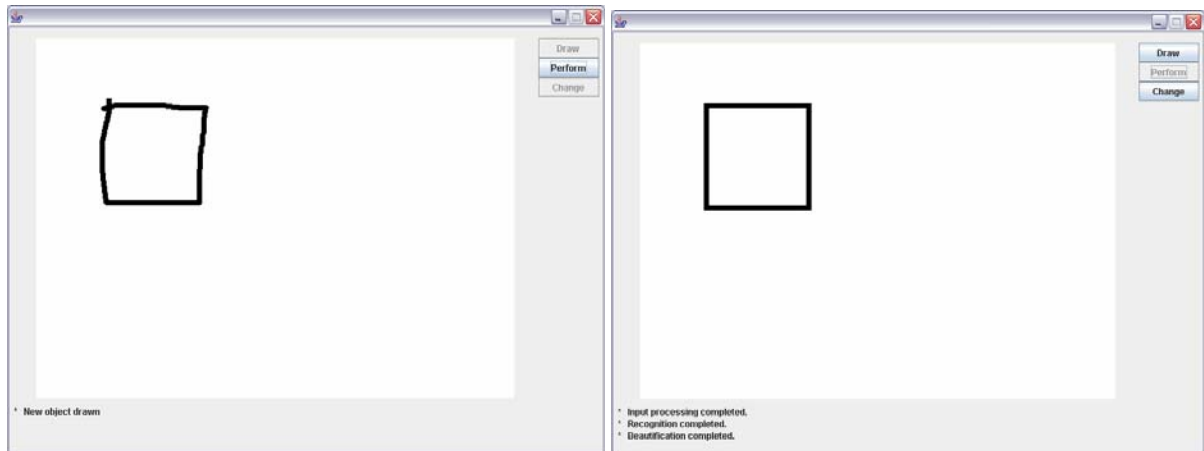 Draw
Perform
Change
* New object drawn
Draw
Perform
Change
* Input processing completed.
* Recognition completed.
* Beautification completed.